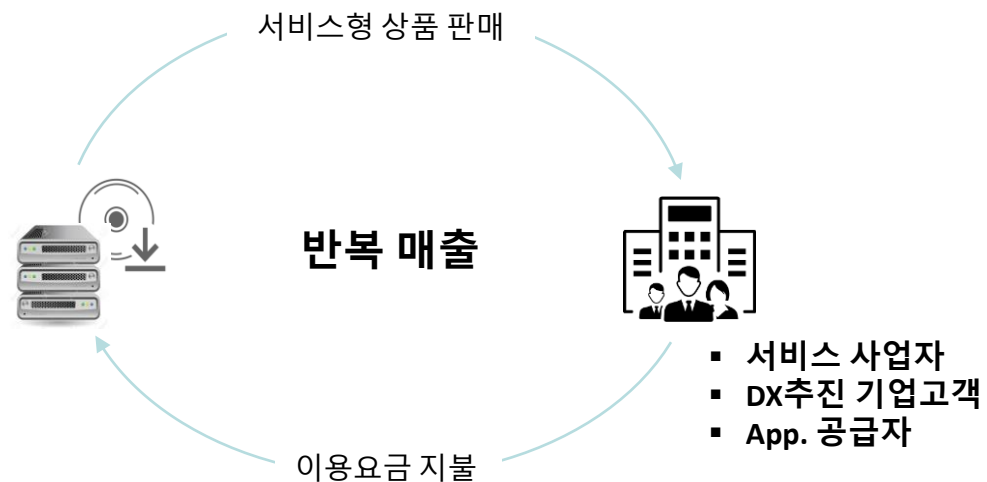 서비스형 상품 판매
반복 매출
▪ 서비스 사업자
▪ DX추진 기업고객
▪ App. 공급자
이용요금 지불